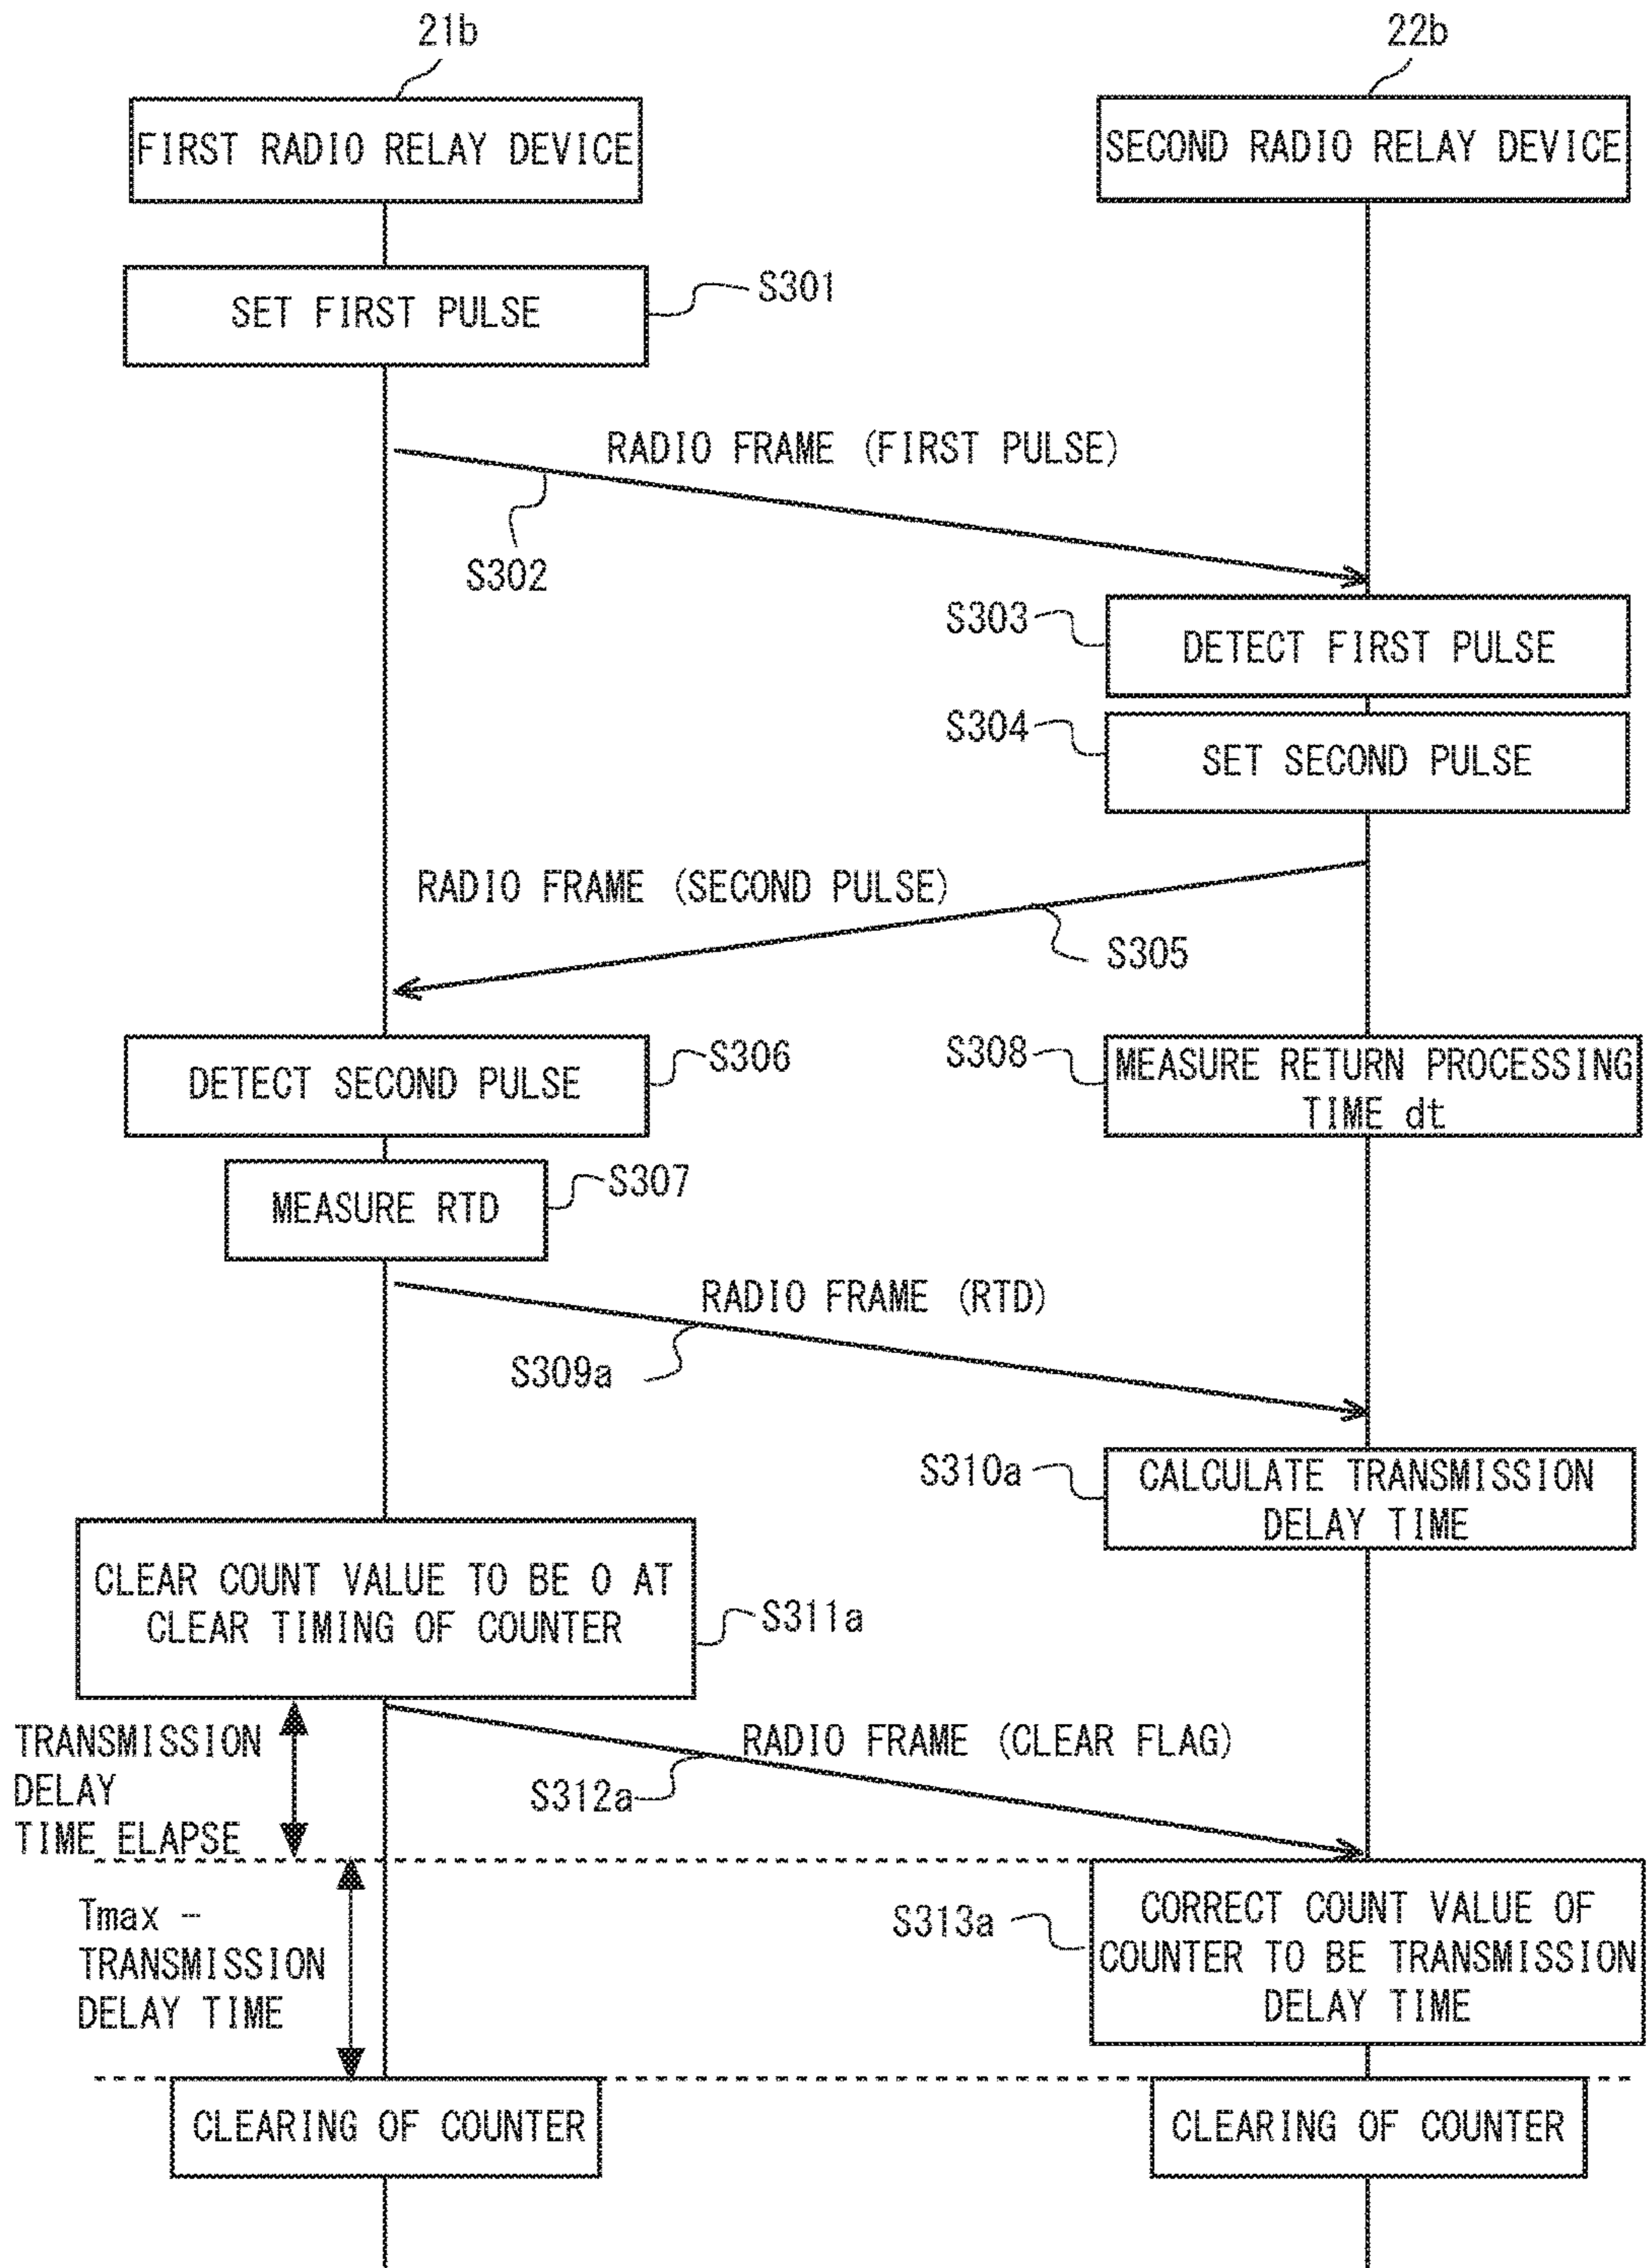 21b
22b
FIRST RADIO RELAY DEVICE
SECOND RADIO RELAY DEVICE
SET FIRST PULSE
S301
RADIO FRAME (FIRST PULSE)
S302
S303
DETECT FIRST PULSE
S304
SET SECOND PULSE
RADIO FRAME (SECOND PULSE)
S305
DETECT SECOND PULSE
S306
S308
MEASURE RETURN PROCESSING
TIME dt
MEASURE RTD
S307
RADIO FRAME (RTD)
S309a
S310a
CALCULATE TRANSMISSION
DELAY TIME
CLEAR COUNT VALUE TO BE 0 AT
CLEAR TIMING OF COUNTER
S311a
TRANSMISSION
DELAY
TIME ELAPSE
RADIO FRAME (CLEAR FLAG)
S312a
Tmax -
TRANSMISSION
DELAY TIME
S313a
CORRECT COUNT VALUE OF
COUNTER TO BE TRANSMISSION
DELAY TIME
CLEARING OF COUNTER
CLEARING OF COUNTER